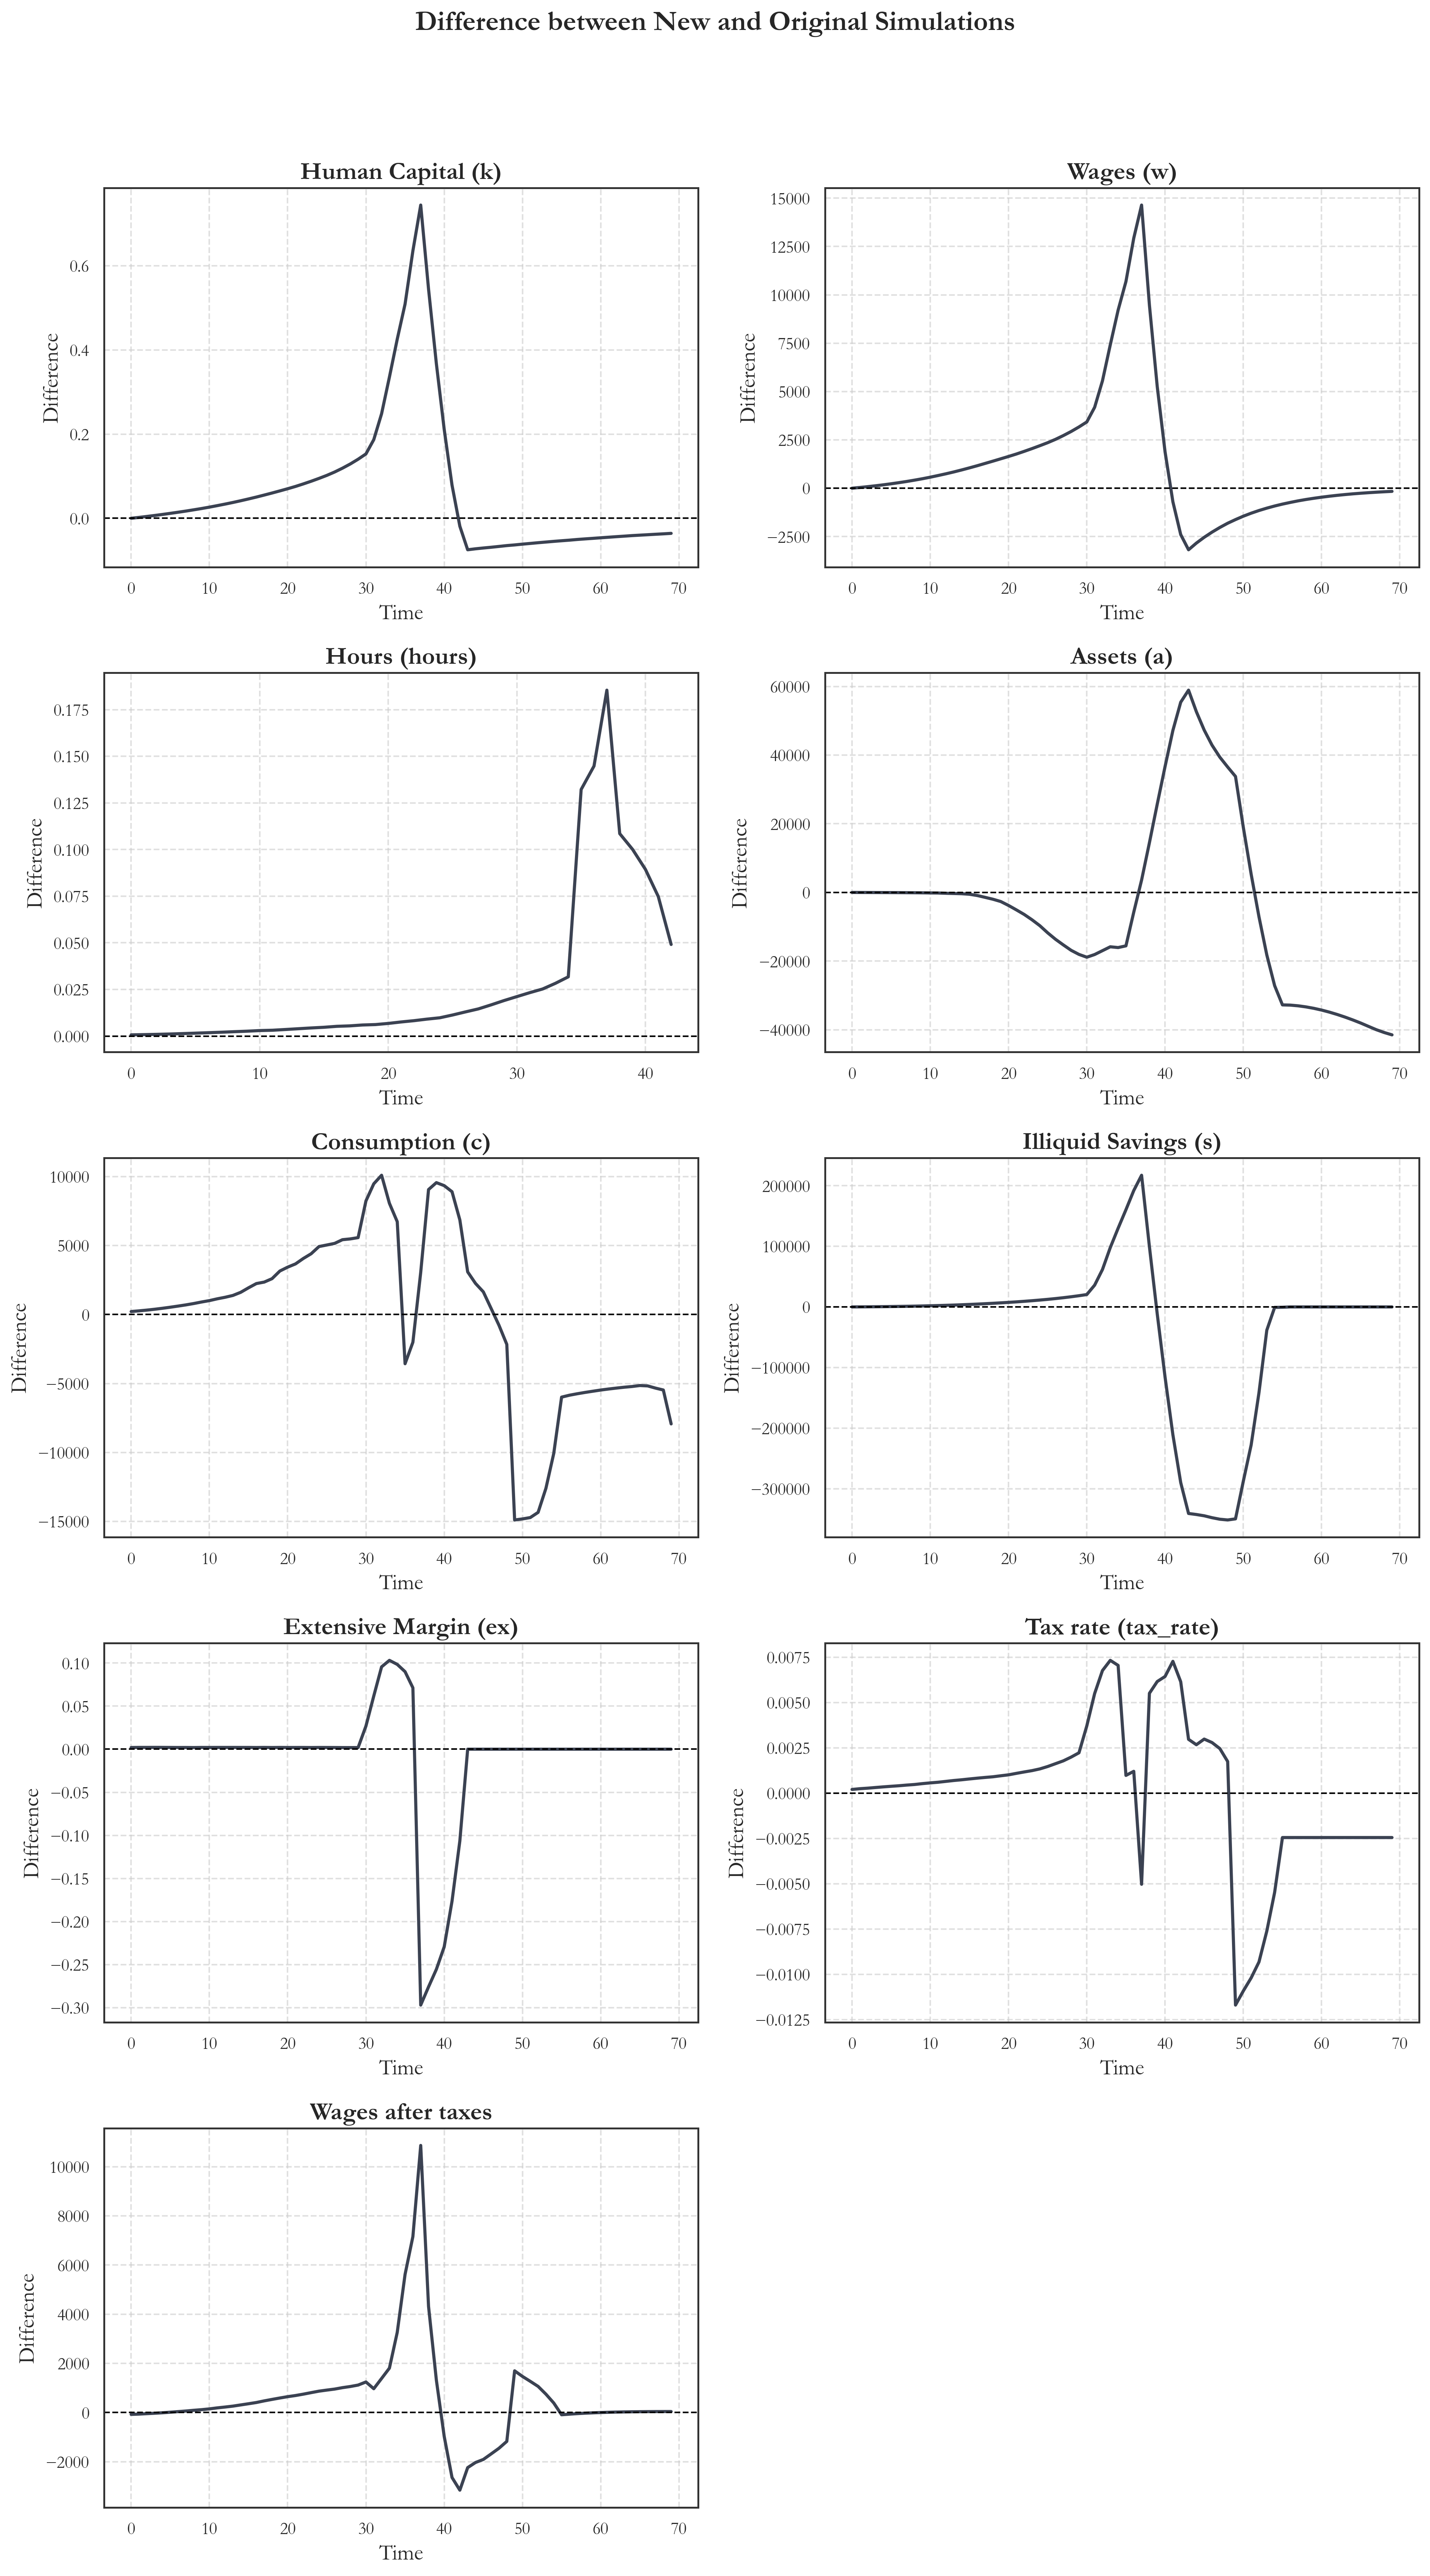 Difference between New and Original Simulations
Human Capital (k)
Difference
0.6
0.4
0.2
0.0
0 10 20 30 40 50 60 70
Time
Wages (w)
Difference
15000
12500
10000
7500
5000
2500
0
−2500
0 10 20 30 40 50 60 70
Time
Hours (hours)
Difference
0.175
0.150
0.125
0.100
0.075
0.050
0.025
0.000
0 10 20 30 40
Time
Assets (a)
Difference
60000
40000
20000
0
−20000
−40000
0 10 20 30 40 50 60 70
Time
Consumption (c)
Difference
10000
5000
0
−5000
−10000
−15000
0 10 20 30 40 50 60 70
Time
Illiquid Savings (s)
Difference
200000
100000
0
−100000
−200000
−300000
0 10 20 30 40 50 60 70
Time
Extensive Margin (ex)
Difference
0.10
0.05
0.00
−0.05
−0.10
−0.15
−0.20
−0.25
−0.30
0 10 20 30 40 50 60 70
Time
Tax rate (tax_rate)
Difference
0.0075
0.0050
0.0025
0.0000
−0.0025
−0.0050
−0.0075
−0.0100
−0.0125
0 10 20 30 40 50 60 70
Time
Wages after taxes
Difference
10000
8000
6000
4000
2000
0
−2000
0 10 20 30 40 50 60 70
Time